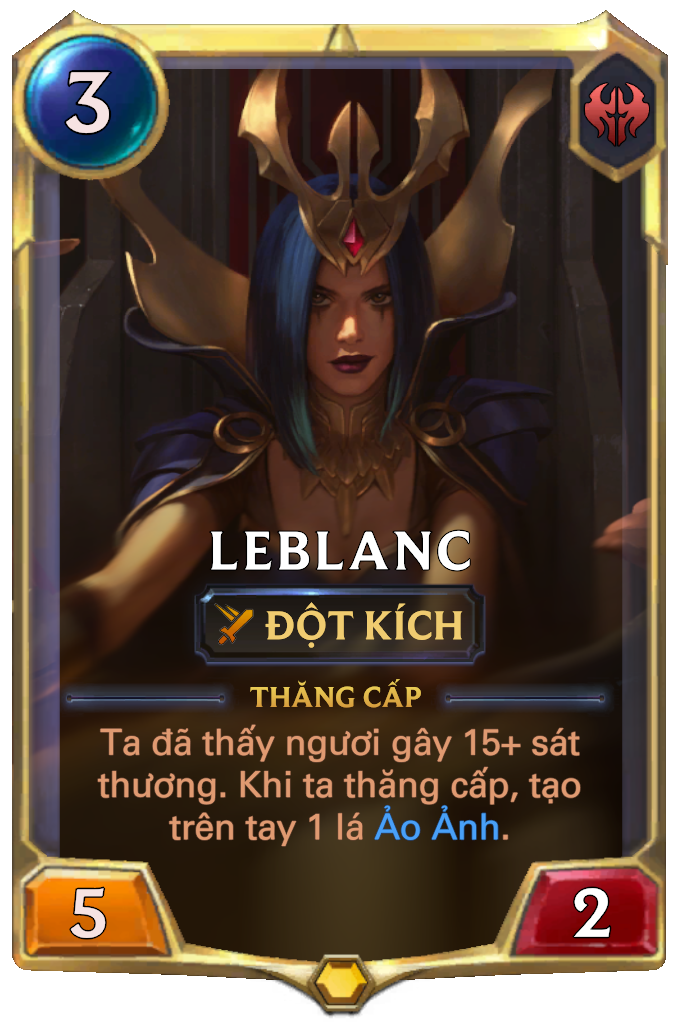 3
LEBLANC
ĐỘT KÍCH
THĂNG CẤP
Ta đã thấy ngươi gây 15+ sát
thương. Khi ta thăng cấp, tạo
trên tay 1 lá Ảo Ảnh.
5
2